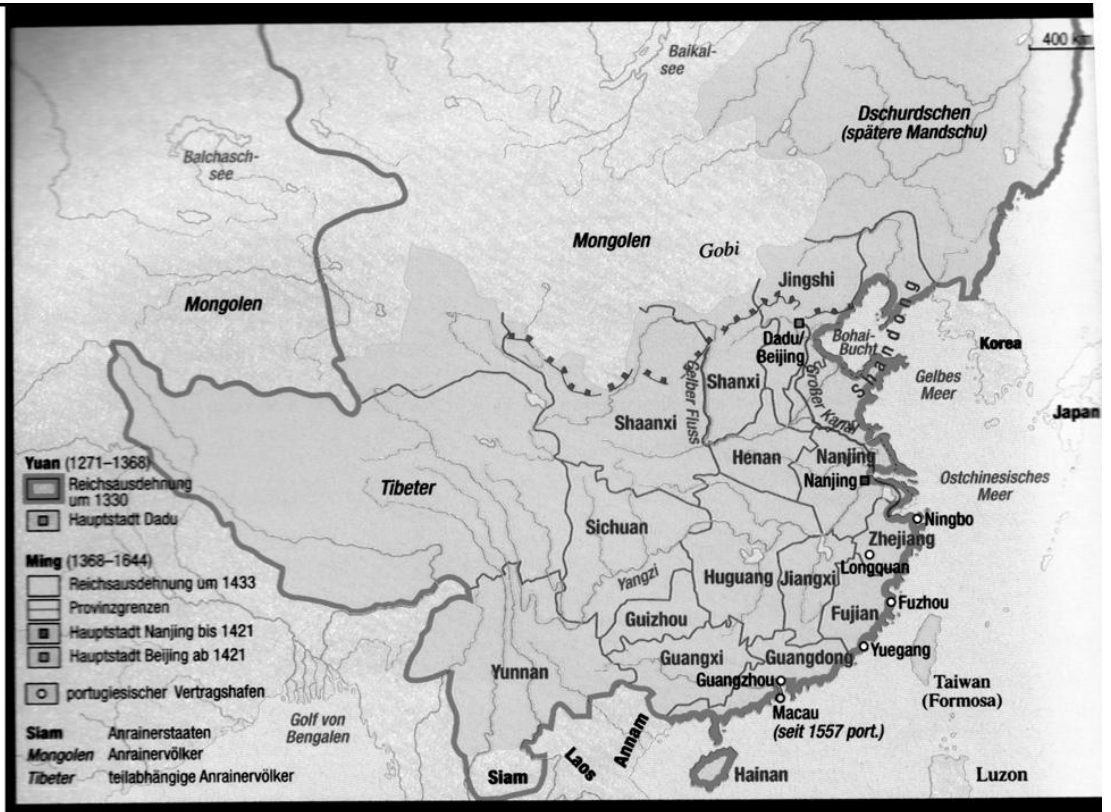 400 km
Baikal-
see
Dschurdschen
(spätere Mandschu)
Balchasch-
see
Mongolen
Gobi
Mongolen
Jingshi
Dadu/
Beijing
Bohai-
Bucht
Shandong
Korea
Gelber Fluss
Shanxi
Großer Kanal
Gelbes
Meer
Japan
Shaanxi
Henan
Nanjing
Nanjing
Ostchinesisches
Meer
Tibeter
Sichuan
Ningbo
Zhejiang
Longquan
Yangzi
Huguang
Jiangxi
Fuzhou
Fujian
Guizhou
Yuegang
Guangxi
Guangdong
Yunnan
Guangzhou
Taiwan
(Formosa)
Macau
(seit 1557 port.)
Golf von
Bengalen
Annam
Laos
Siam
Hainan
Luzon
Yuan (1271–1368)
Reichsausdehnung
um 1330
Hauptstadt Dadu
Ming (1368–1644)
Reichsausdehnung um 1433
Provinzgrenzen
Hauptstadt Nanjing bis 1421
Hauptstadt Beijing ab 1421
portugiesischer Vertragshafen
Siam Anrainerstaaten
Mongolen Anrainervölker
Tibeter teilabhängige Anrainervölker